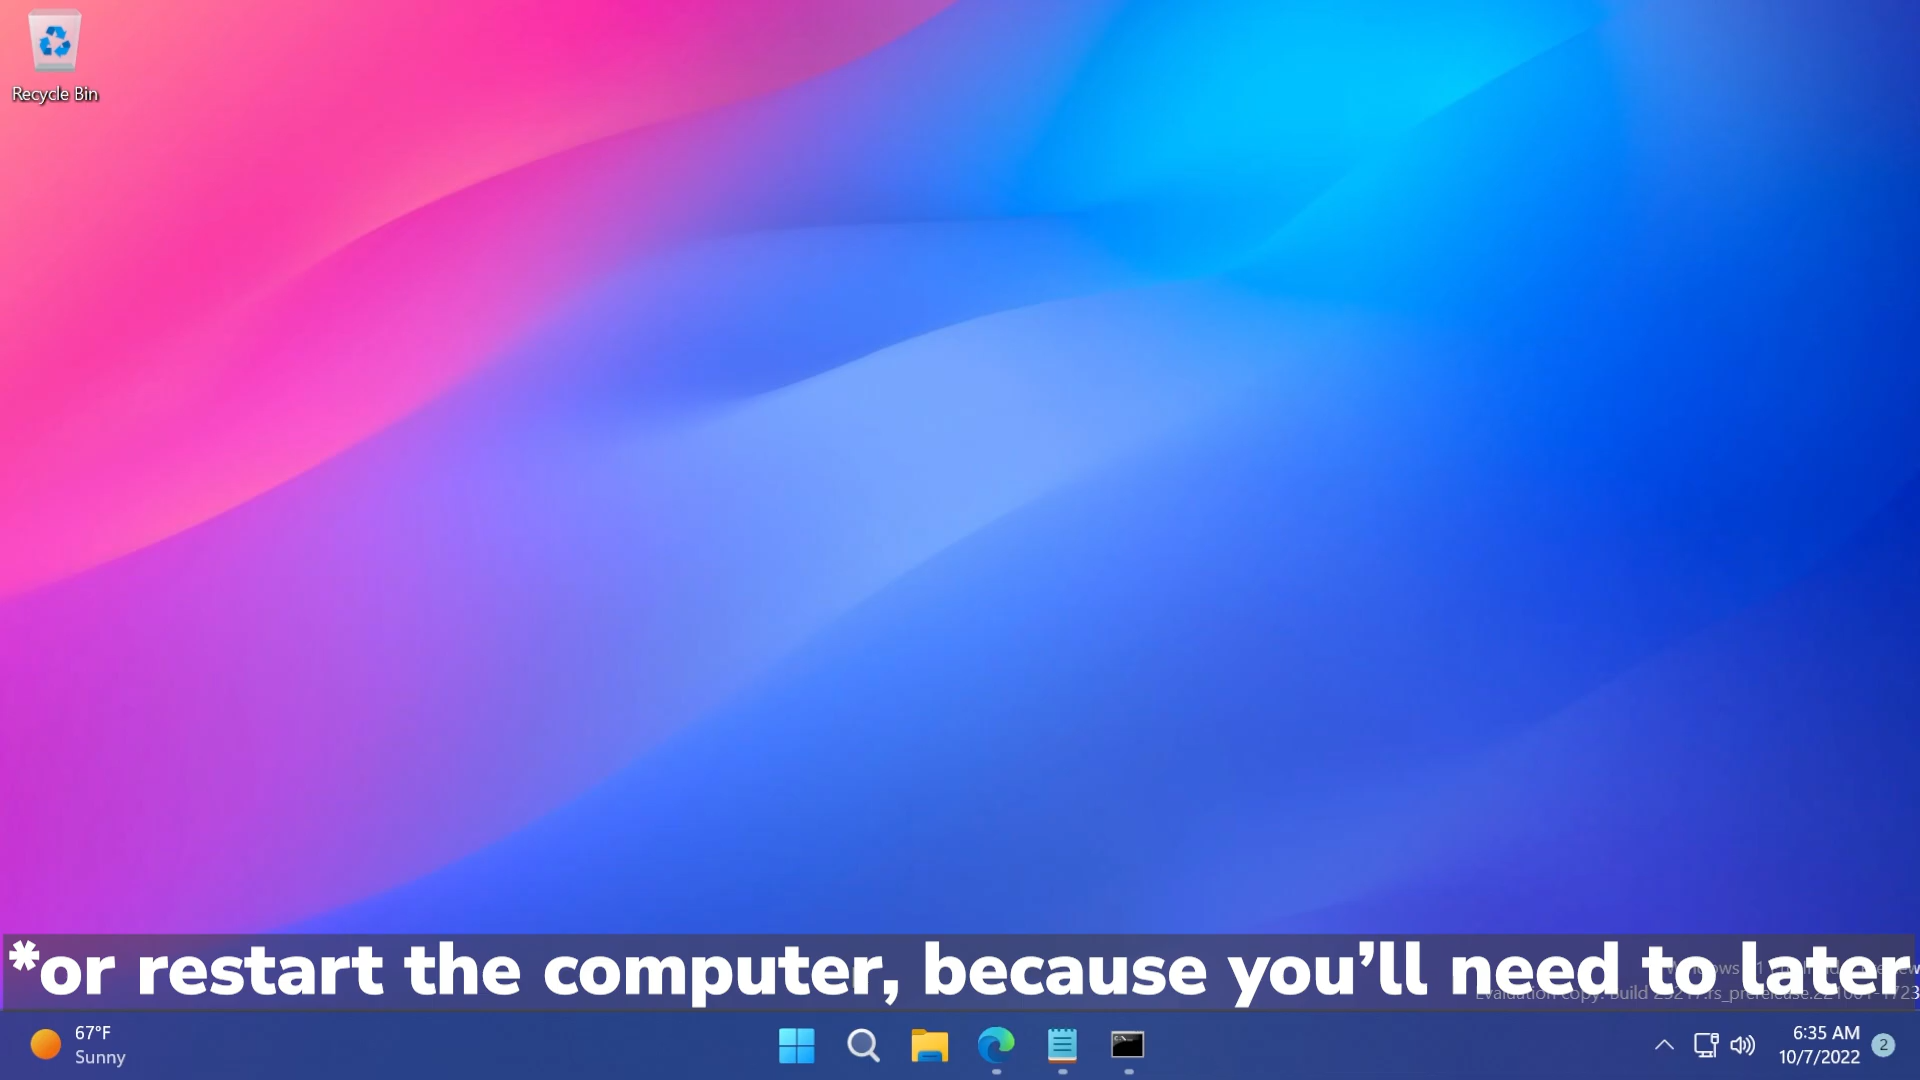 Recycle Bin
*or restart the computer, because you’ll need to later
67°F
Sunny
6:35 AM
10/7/2022
2